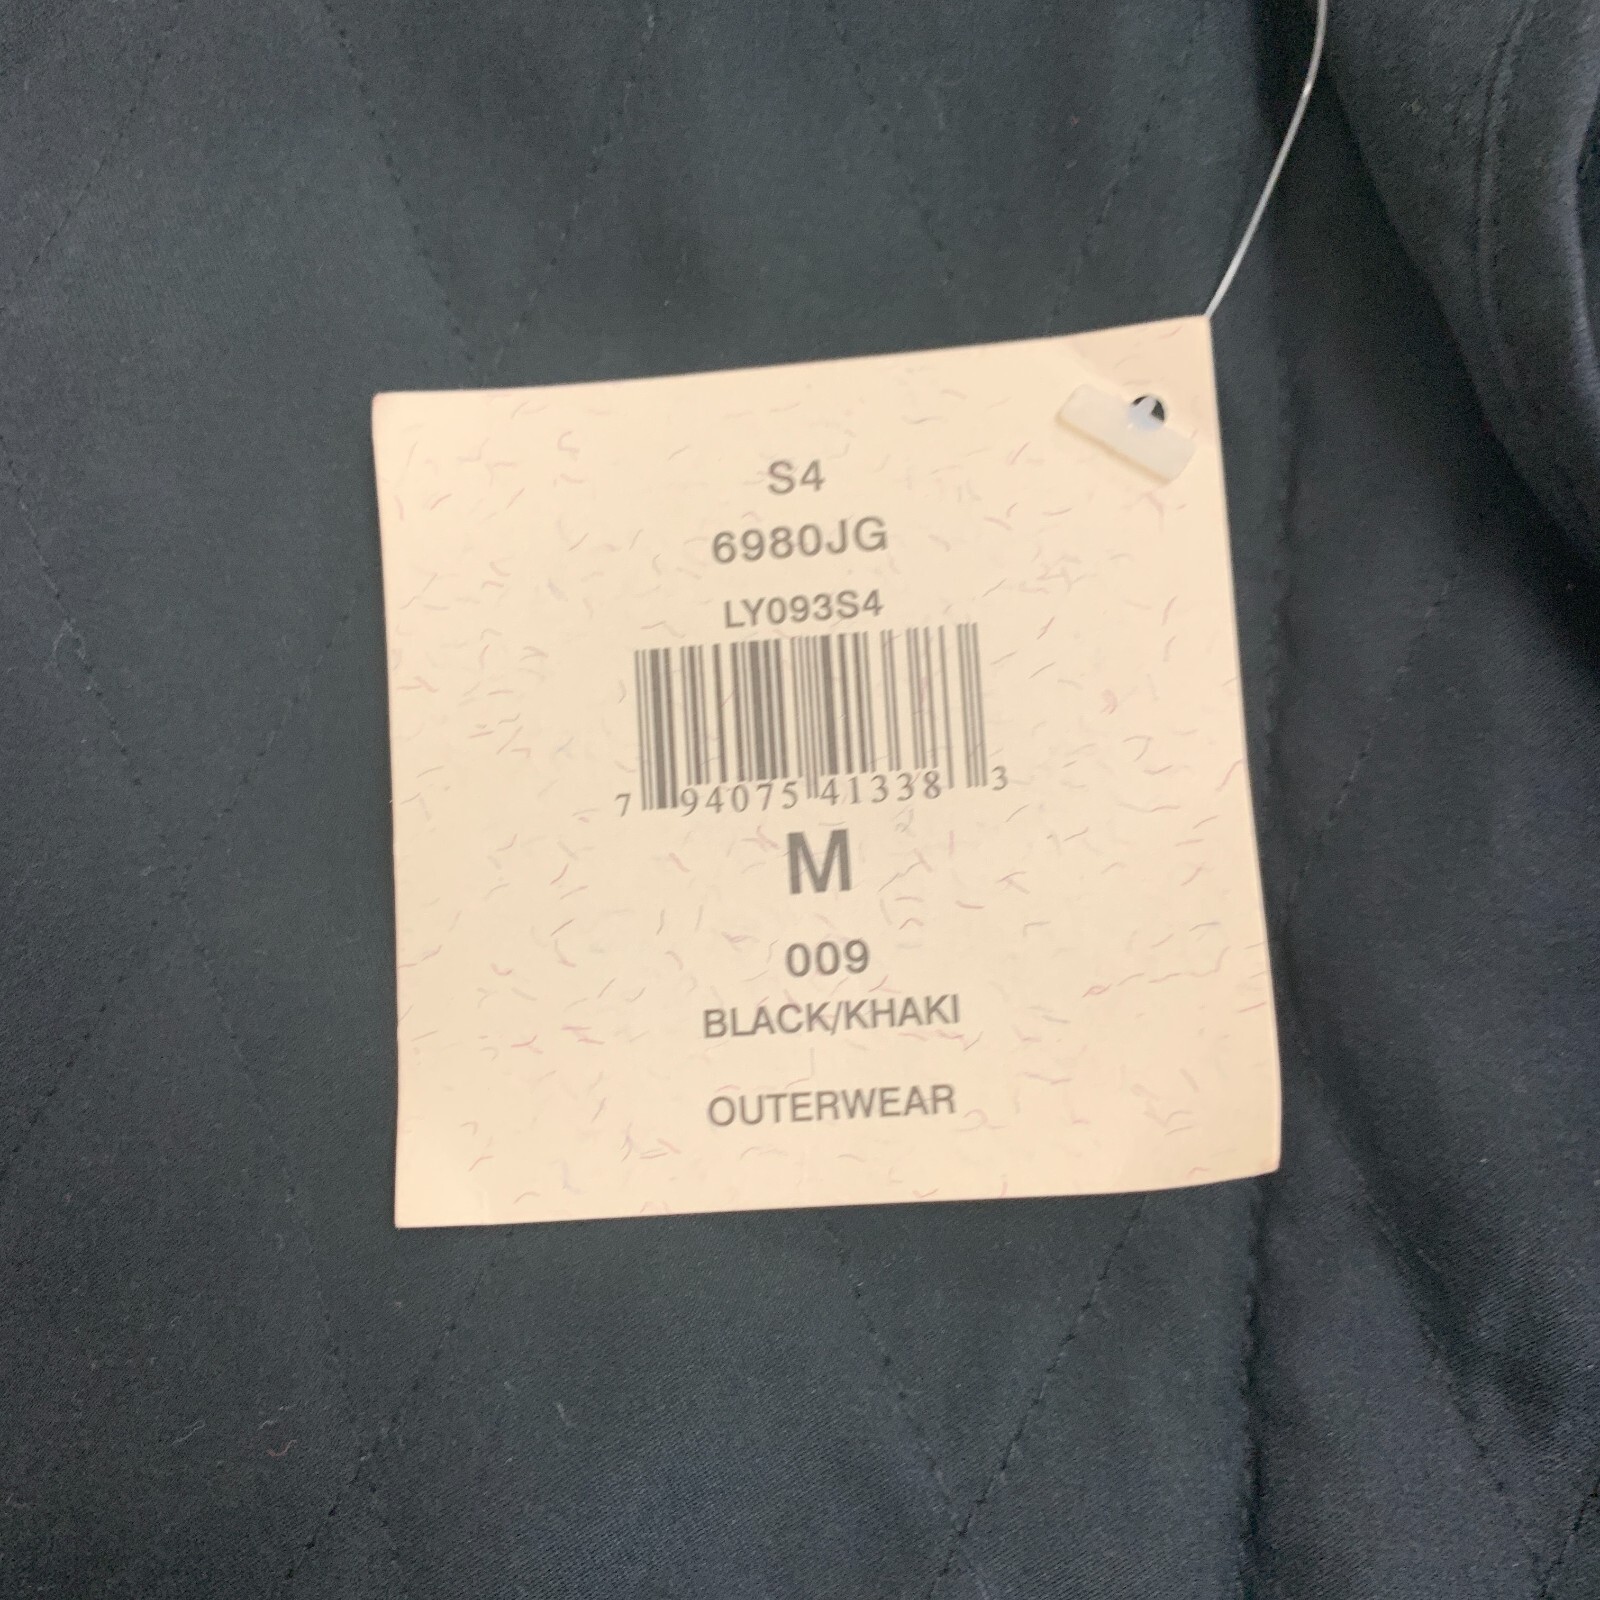 S4
6980JG
LY093S4
7 94075 41338 3
M
009
BLACK/KHAKI
OUTERWEAR